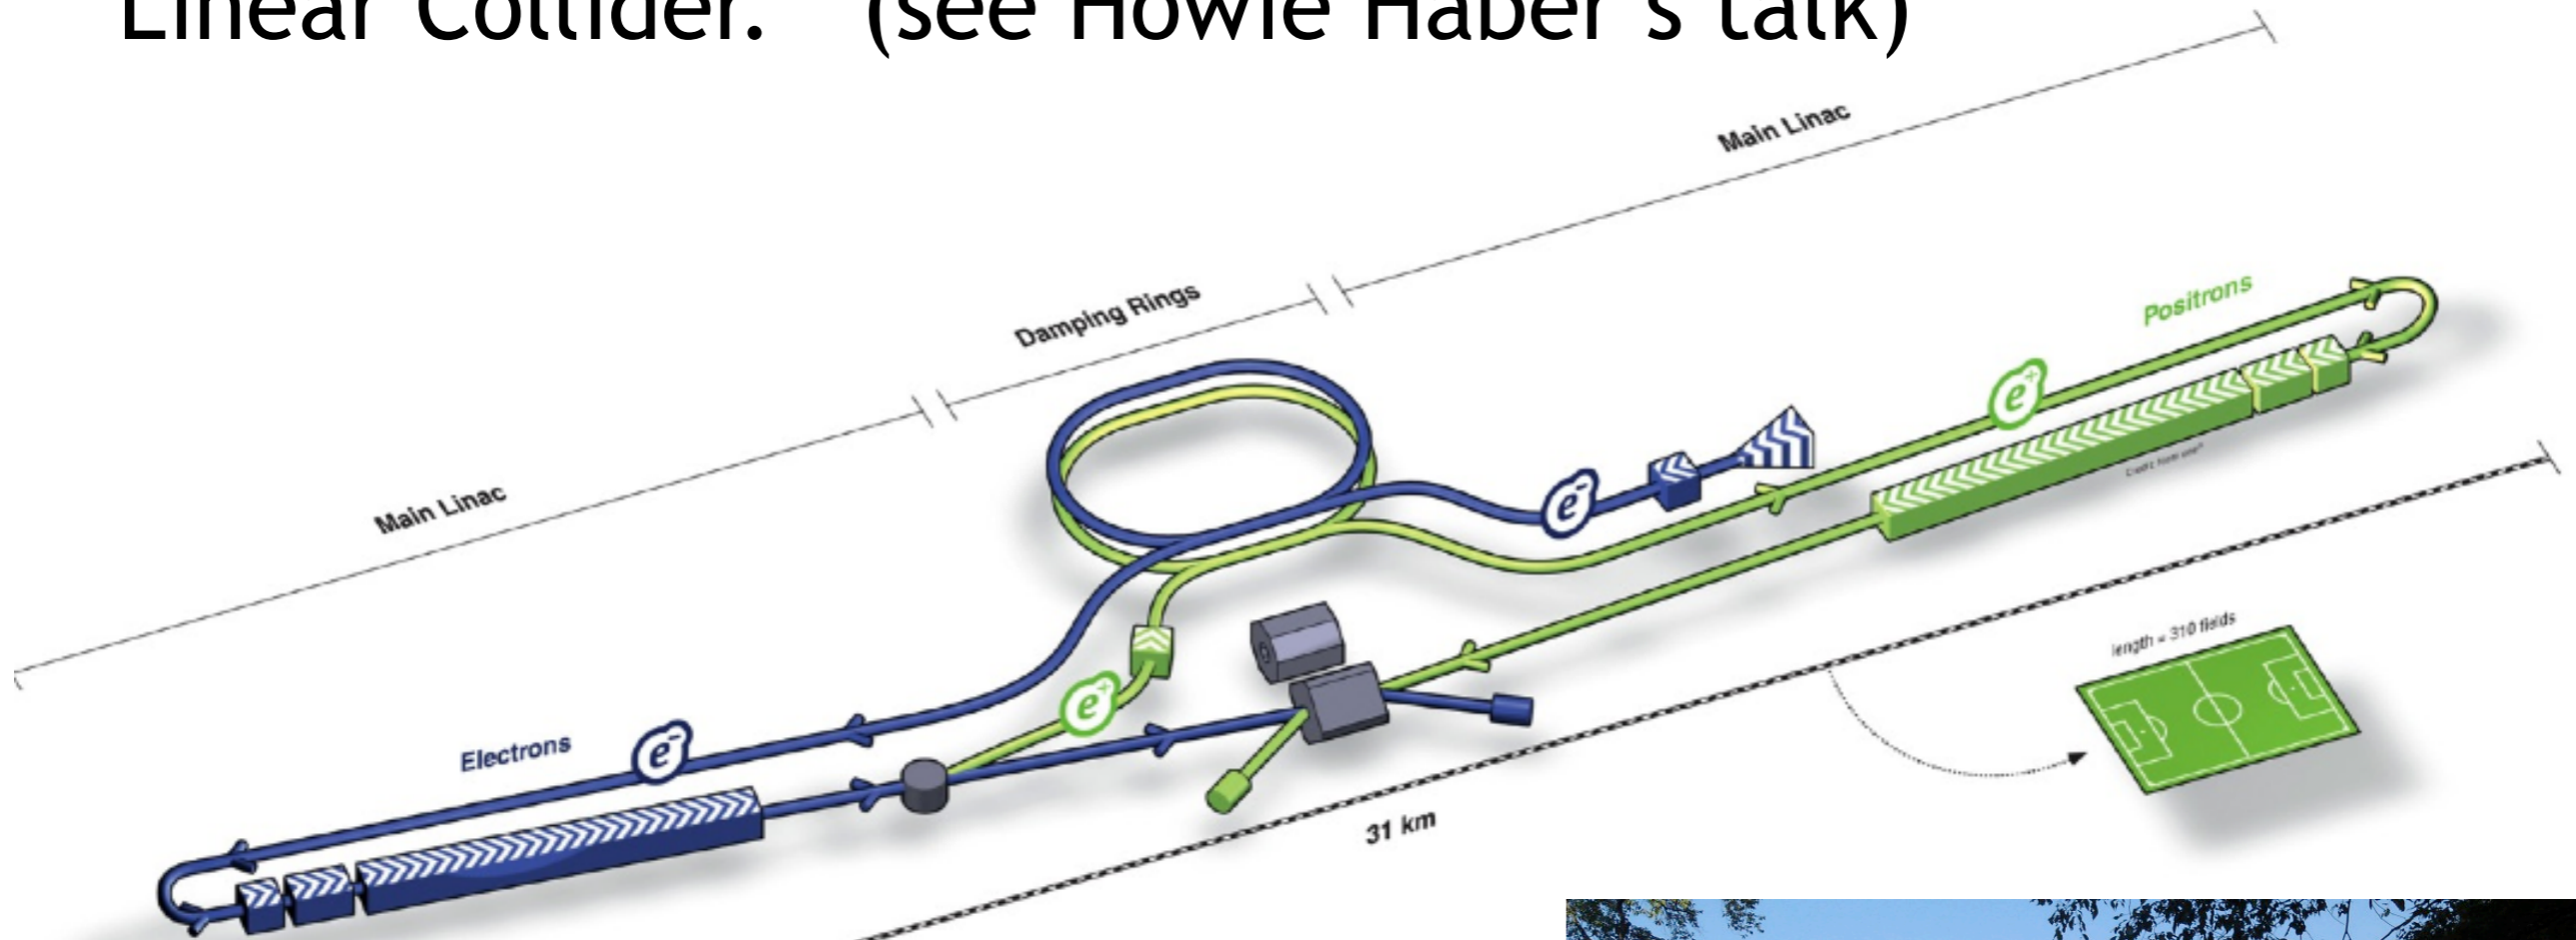 Linear Collider. (see Howie Haber's talk)
Main Linac
Damping Rings
Main Linac
Positrons
e+
e-
length = 310 fields
e+
Electrons
e-
31 km